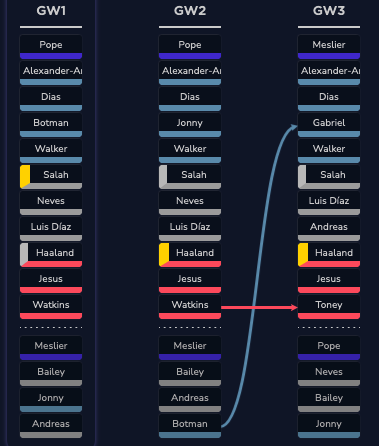 GW1
Pope
Alexander-Ar
Dias
Botman
Walker
Salah
Neves
Luis Díaz
Haaland
Jesus
Watkins
Meslier
Bailey
Jonny
Andreas
GW2
Pope
Alexander-Ar
Dias
Jonny
Walker
Salah
Neves
Luis Díaz
Haaland
Jesus
Watkins
Meslier
Bailey
Andreas
Botman
GW3
Meslier
Alexander-Ar
Dias
Gabriel
Walker
Salah
Luis Díaz
Andreas
Haaland
Jesus
Toney
Pope
Neves
Bailey
Jonny